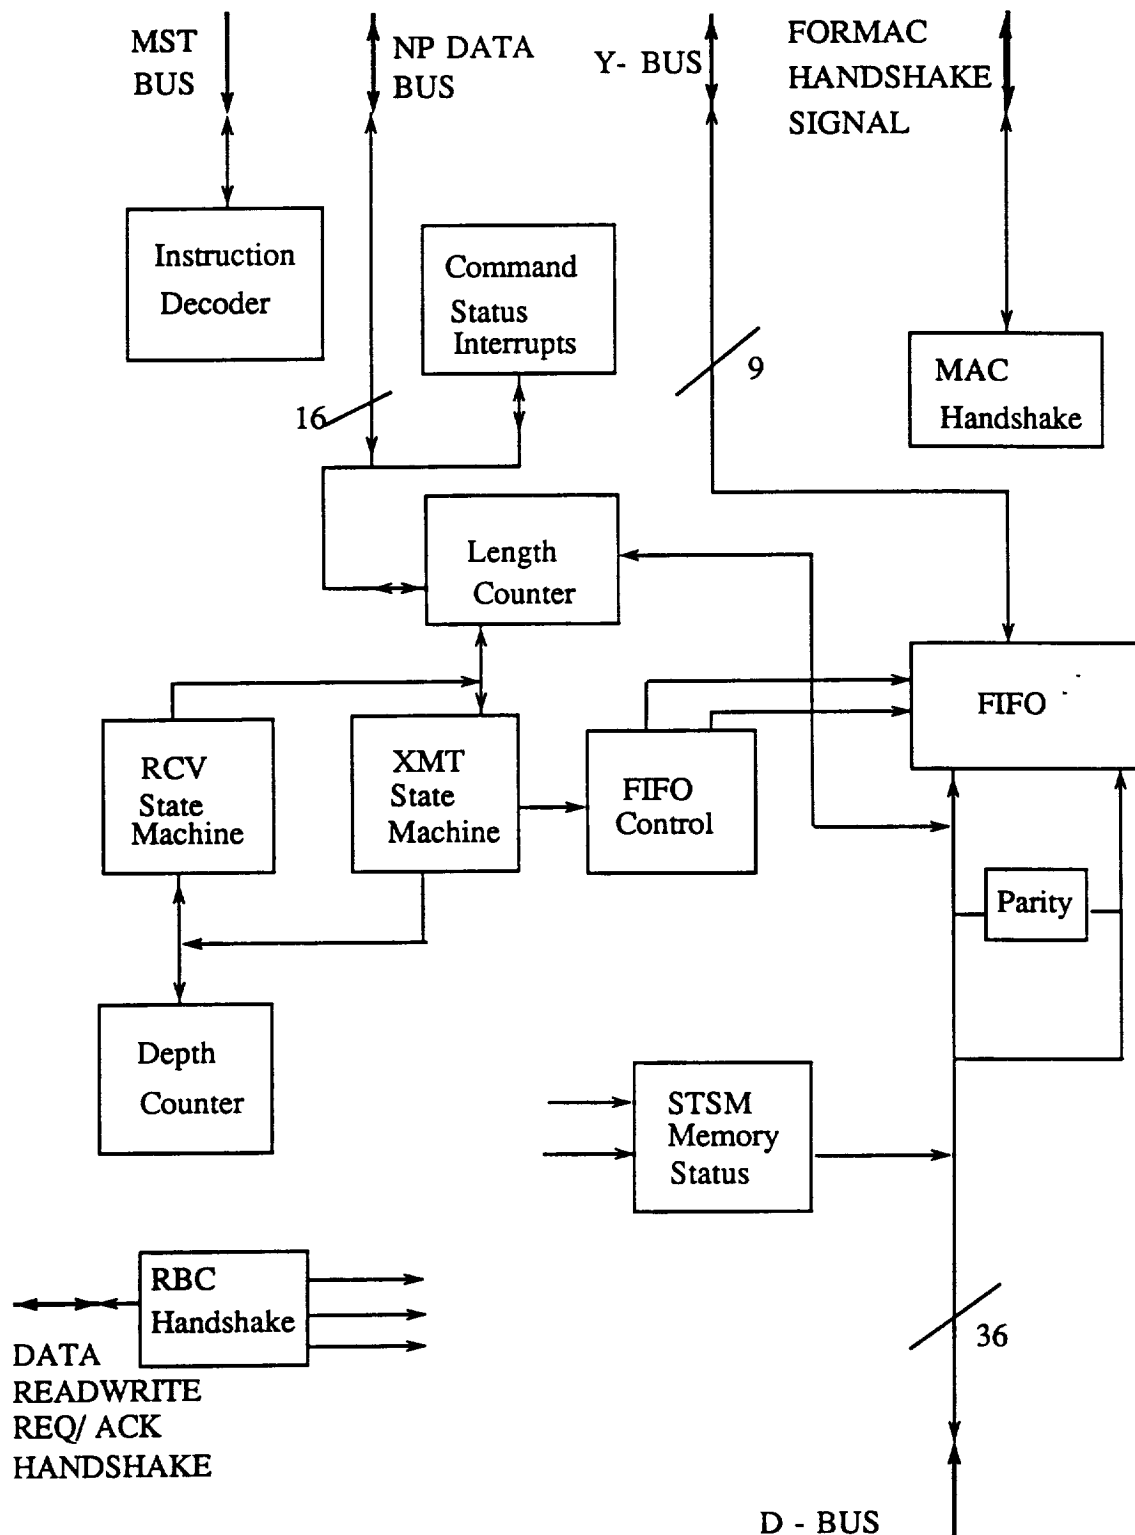 MST
BUS
NP DATA
BUS
Y- BUS
FORMAC
HANDSHAKE
SIGNAL
Instruction
Decoder
Command
Status
Interrupts
16
9
MAC
Handshake
Length
Counter
FIFO
RCV
State
Machine
XMT
State
Machine
FIFO
Control
Parity
Depth
Counter
STSM
Memory
Status
RBC
Handshake
36
DATA
READWRITE
REQ/ ACK
HANDSHAKE
D - BUS